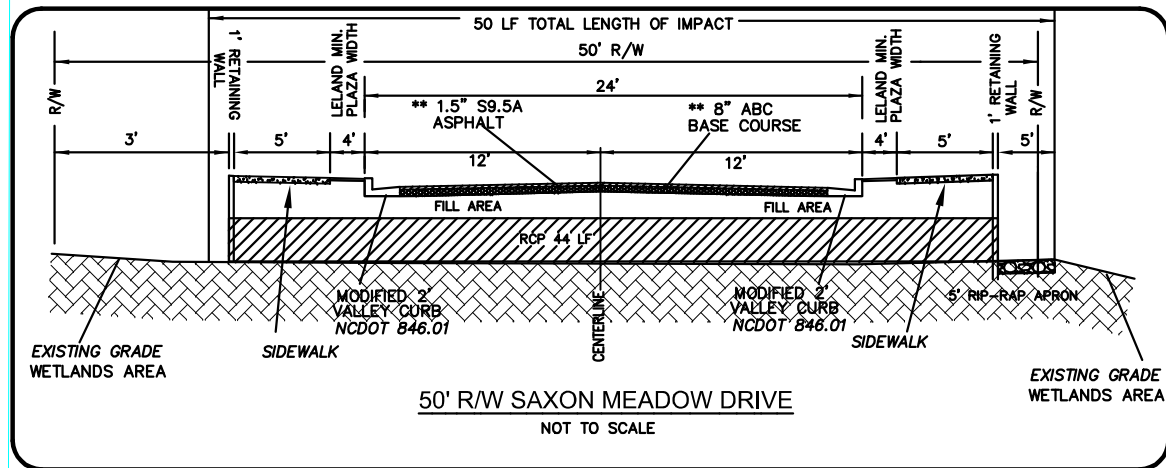 50 LF TOTAL LENGTH OF IMPACT
50' R/W
R/W
1' RETAINING
WALL
LELAND MIN.
PLAZA WIDTH
24'
LELAND MIN.
PLAZA WIDTH
1' RETAINING
WALL
R/W
** 1.5" S9.5A
ASPHALT
** 8" ABC
BASE COURSE
3'
5'
4'
12'
12'
4'
5'
5'
FILL AREA
FILL AREA
RCP 44 LF
MODIFIED 2'
VALLEY CURB
NCDOT 846.01
CENTERLINE
MODIFIED 2'
VALLEY CURB
NCDOT 846.01
5' RIP-RAP APRON
SIDEWALK
SIDEWALK
EXISTING GRADE
WETLANDS AREA
EXISTING GRADE
WETLANDS AREA
50' R/W SAXON MEADOW DRIVE
NOT TO SCALE